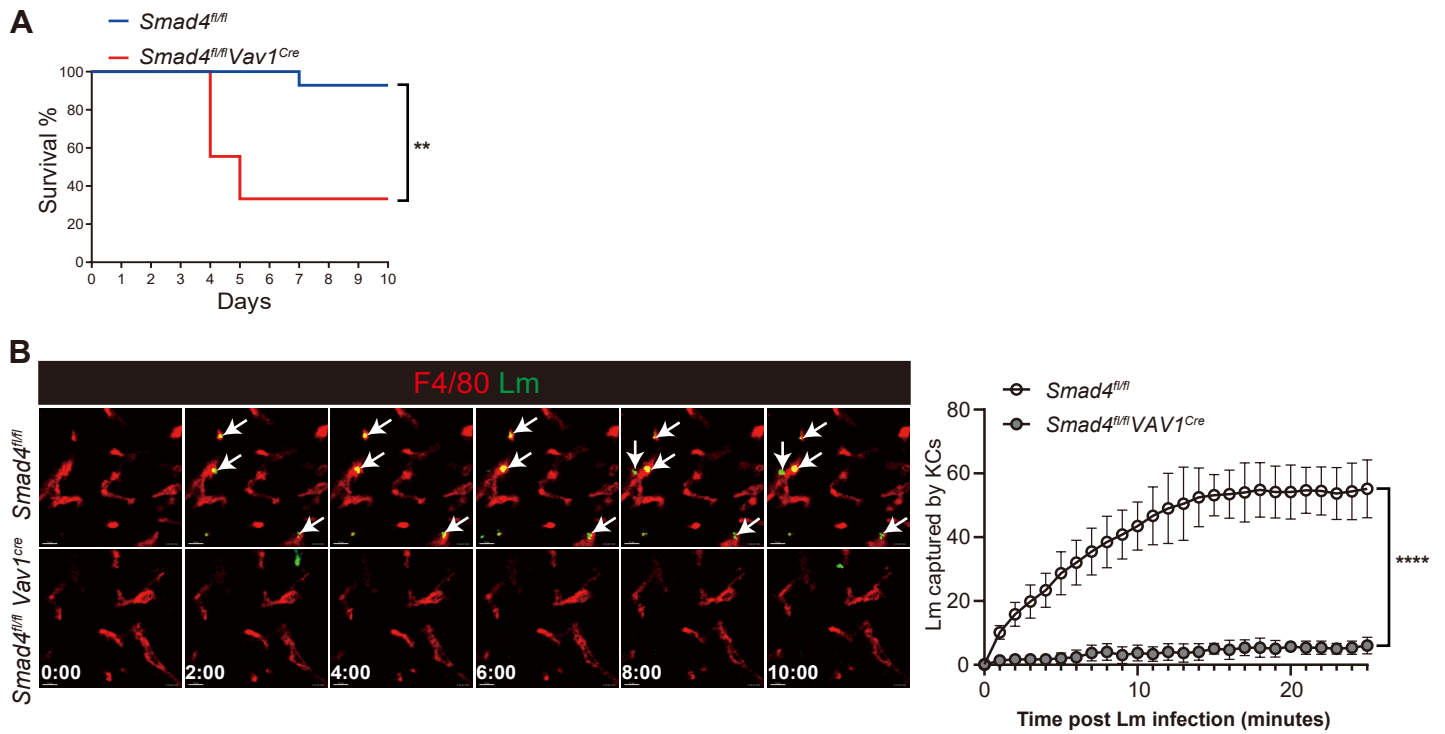 A
Smad4fl/fl
Smad4fl/flVav1Cre
100
80
60
40
20
0
Survival %
0 1 2 3 4 5 6 7 8 9 10
Days
**
B
F4/80 Lm
Smad4fl/fl
Smad4fl/fl Vav1cre
0:00 2:00 4:00 6:00 8:00 10:00
Smad4fl/fl
Smad4fl/flVAV1Cre
80
60
40
20
0
Lm captured by KCs
0 10 20
Time post Lm infection (minutes)
****